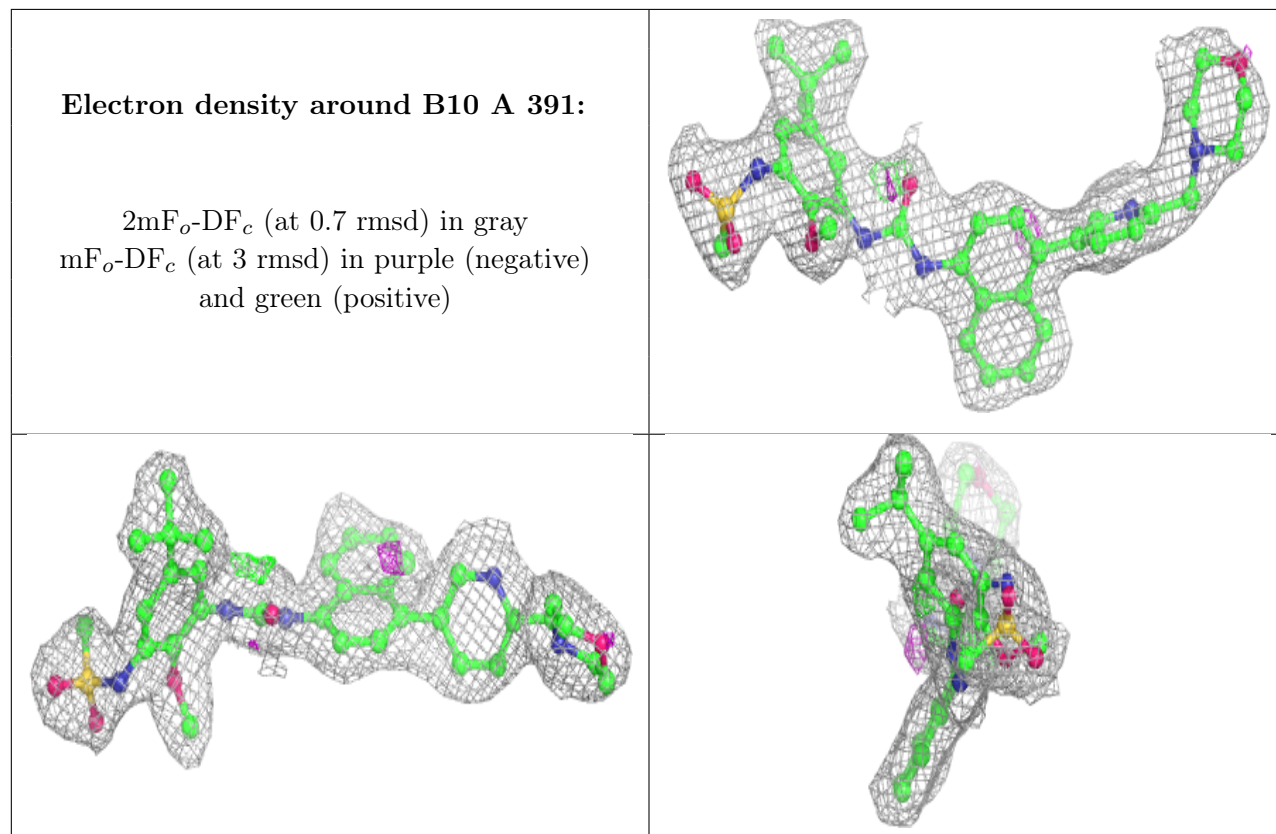 Electron density around B10 A 391:
2mFₒ-DF𝒸 (at 0.7 rmsd) in gray
mFₒ-DF𝒸 (at 3 rmsd) in purple (negative)
and green (positive)